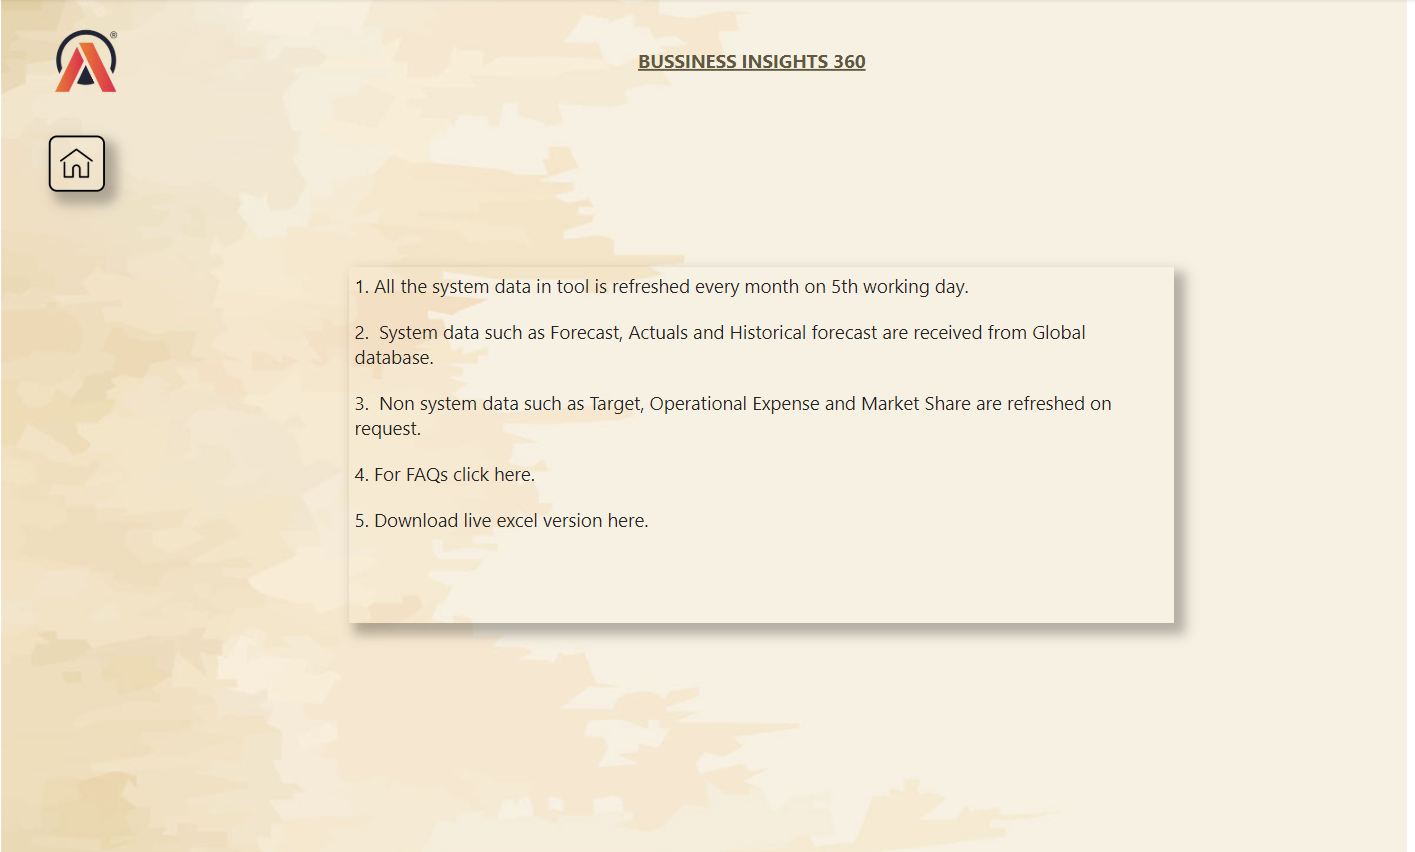 ®
BUSSINESS INSIGHTS 360
1. All the system data in tool is refreshed every month on 5th working day.
2.  System data such as Forecast, Actuals and Historical forecast are received from Global
database.
3.  Non system data such as Target, Operational Expense and Market Share are refreshed on
request.
4. For FAQs click here.
5. Download live excel version here.